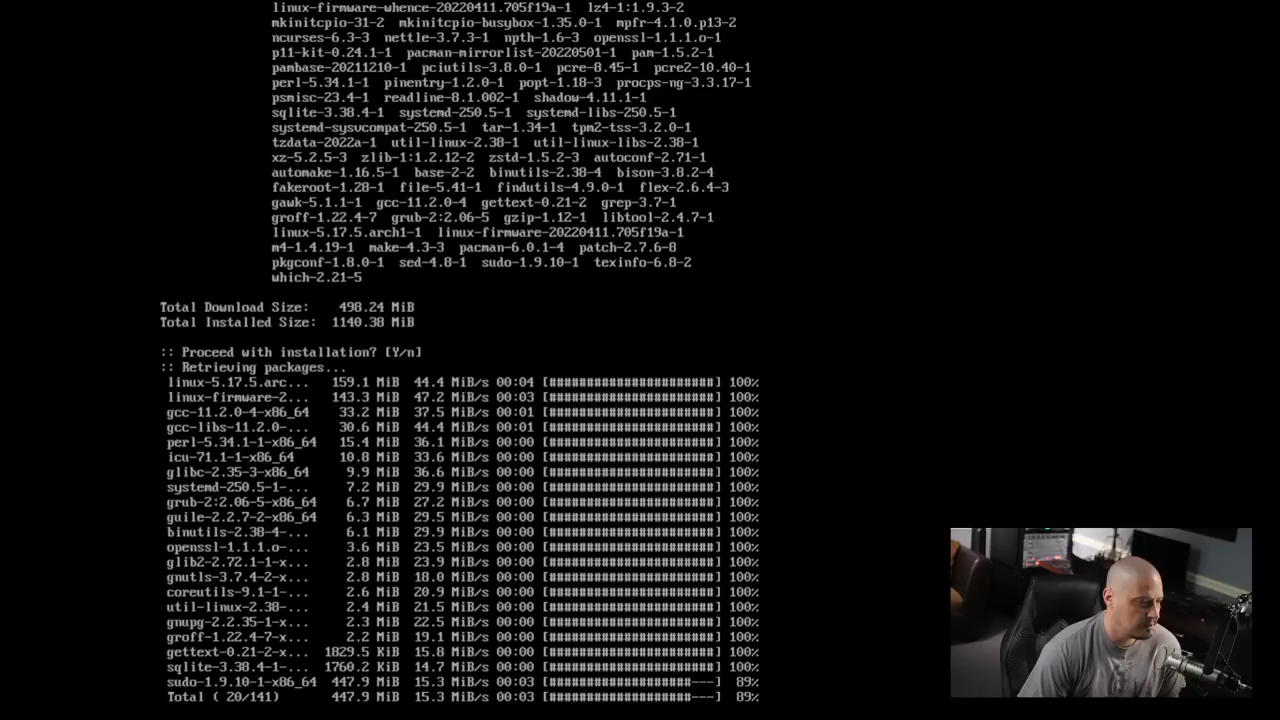 linux-firmware-whence-20220411.705f19a-1  lz4-1:1.9.3-2
mkinitcpio-31-2  mkinitcpio-busybox-1.35.0-1  mpfr-4.1.0.p13-2
ncurses-6.3-3  nettle-3.7.3-1  npth-1.6-3  openssl-1.1.1.o-1
p11-kit-0.24.1-1  pacman-mirrorlist-20220501-1  pam-1.5.2-1
pambase-20211210-1  pciutils-3.8.0-1  pcre-8.45-1  pcre2-10.40-1
perl-5.34.1-1  pinentry-1.2.0-1  popt-1.18-3  procps-ng-3.3.17-1
psmisc-23.4-1  readline-8.1.002-1  shadow-4.11.1-1
sqlite-3.38.4-1  systemd-250.5-1  systemd-libs-250.5-1
systemd-sysvcompat-250.5-1  tar-1.34-1  tpm2-tss-3.2.0-1
tzdata-2022a-1  util-linux-2.38-1  util-linux-libs-2.38-1
xz-5.2.5-3  zlib-1:1.2.12-2  zstd-1.5.2-3  autoconf-2.71-1
automake-1.16.5-1  base-2-2  binutils-2.38-4  bison-3.8.2-4
fakeroot-1.28-1  file-5.41-1  findutils-4.9.0-1  flex-2.6.4-3
gawk-5.1.1-1  gcc-11.2.0-4  gettext-0.21-2  grep-3.7-1
groff-1.22.4-7  grub-2:2.06-5  gzip-1.12-1  libtool-2.4.7-1
linux-5.17.5.arch1-1  linux-firmware-20220411.705f19a-1
m4-1.4.19-1  make-4.3-3  pacman-6.0.1-4  patch-2.7.6-8
pkgconf-1.8.0-1  sed-4.8-1  sudo-1.9.10-1  texinfo-6.8-2
which-2.21-5
Total Download Size:    498.24 MiB
Total Installed Size:  1140.38 MiB
:: Proceed with installation? [Y/n]
:: Retrieving packages...
linux-5.17.5.arc...   159.1 MiB  44.4 MiB/s 00:04 [######################] 100%
linux-firmware-2...   143.3 MiB  47.2 MiB/s 00:03 [######################] 100%
gcc-11.2.0-4-x86_64    33.2 MiB  37.5 MiB/s 00:01 [######################] 100%
gcc-libs-11.2.0-...    30.6 MiB  44.4 MiB/s 00:01 [######################] 100%
perl-5.34.1-1-x86_64   15.4 MiB  36.1 MiB/s 00:00 [######################] 100%
icu-71.1-1-x86_64      10.8 MiB  33.6 MiB/s 00:00 [######################] 100%
glibc-2.35-3-x86_64     9.9 MiB  36.6 MiB/s 00:00 [######################] 100%
systemd-250.5-1-...     7.2 MiB  29.9 MiB/s 00:00 [######################] 100%
grub-2:2.06-5-x86_64    6.7 MiB  27.2 MiB/s 00:00 [######################] 100%
guile-2.2.7-2-x86_64    6.3 MiB  29.5 MiB/s 00:00 [######################] 100%
binutils-2.38-4-...     6.1 MiB  29.9 MiB/s 00:00 [######################] 100%
openssl-1.1.1.o-...     3.6 MiB  23.5 MiB/s 00:00 [######################] 100%
glib2-2.72.1-1-x...     2.8 MiB  23.9 MiB/s 00:00 [######################] 100%
gnutls-3.7.4-2-x...     2.8 MiB  18.0 MiB/s 00:00 [######################] 100%
coreutils-9.1-1-...     2.6 MiB  20.9 MiB/s 00:00 [######################] 100%
util-linux-2.38-...     2.4 MiB  21.5 MiB/s 00:00 [######################] 100%
gnupg-2.2.35-1-x...     2.3 MiB  22.5 MiB/s 00:00 [######################] 100%
groff-1.22.4-7-x...     2.2 MiB  19.1 MiB/s 00:00 [######################] 100%
gettext-0.21-2-x...  1829.5 KiB  15.8 MiB/s 00:00 [######################] 100%
sqlite-3.38.4-1-...  1760.2 KiB  14.7 MiB/s 00:00 [######################] 100%
sudo-1.9.10-1-x86_64  447.9 MiB  15.3 MiB/s 00:03 [###################---]  89%
Total ( 20/141)       447.9 MiB  15.3 MiB/s 00:03 [###################---]  89%